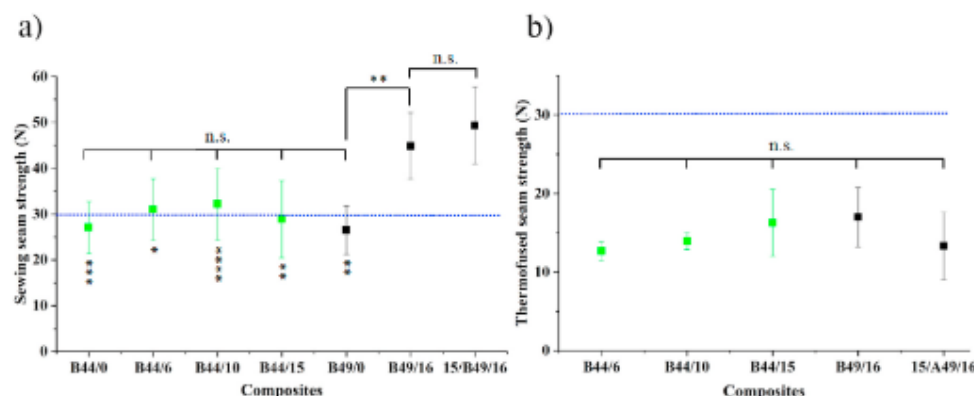 a)
Sewing seam strength (N)
60
50
40
30
20
10
0
n.s.
**
n.s.
***
*
****
**
**
B44/0 B44/6 B44/10 B44/15 B49/0 B49/16 15/B49/16
Composites
b)
Thermofused seam strength (N)
30
20
10
0
n.s.
B44/6 B44/10 B44/15 B49/16 15/A49/16
Composites